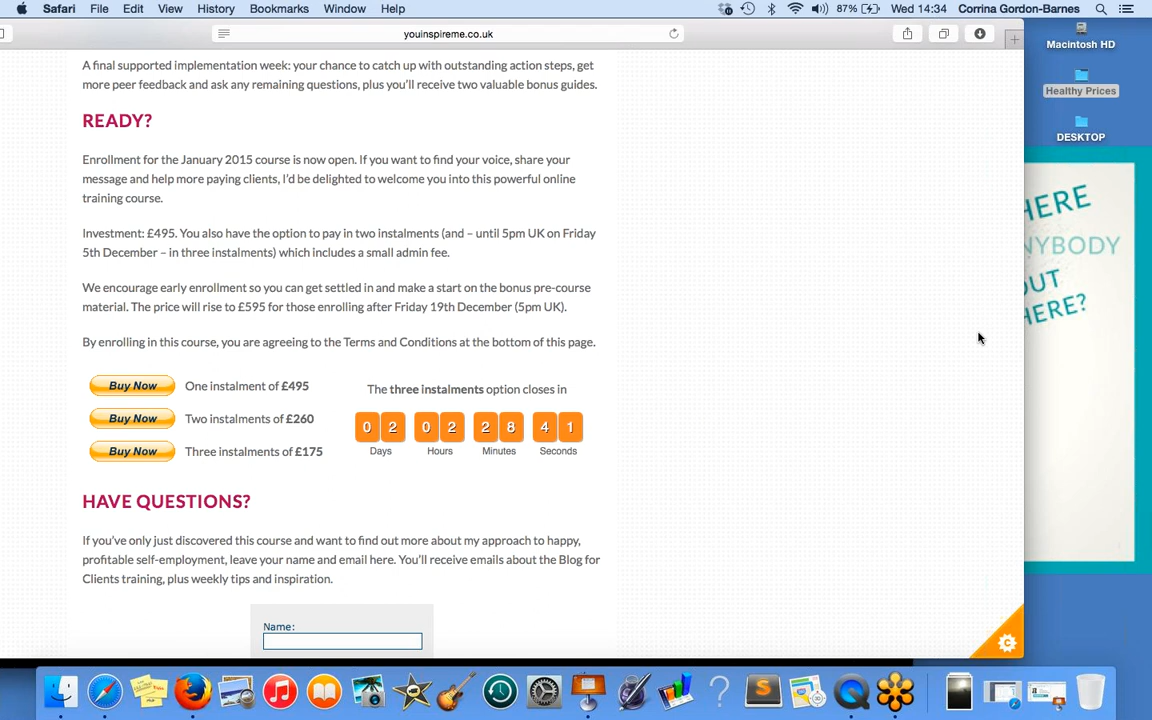 Safari File Edit View History Bookmarks Window Help 87% Wed 14:34 Corrina Gordon-Barnes
youinspireme.co.uk
Macintosh HD
Healthy Prices
DESKTOP
A final supported implementation week: your chance to catch up with outstanding action steps, get
more peer feedback and ask any remaining questions, plus you'll receive two valuable bonus guides.
READY?
Enrollment for the January 2015 course is now open. If you want to find your voice, share your
message and help more paying clients, I'd be delighted to welcome you into this powerful online
training course.
Investment: £495. You also have the option to pay in two instalments (and – until 5pm UK on Friday
5th December – in three instalments) which includes a small admin fee.
We encourage early enrollment so you can get settled in and make a start on the bonus pre-course
material. The price will rise to £595 for those enrolling after Friday 19th December (5pm UK).
By enrolling in this course, you are agreeing to the Terms and Conditions at the bottom of this page.
Buy Now One instalment of £495
Buy Now Two instalments of £260
Buy Now Three instalments of £175
The three instalments option closes in
02 02 28 41
Days Hours Minutes Seconds
HAVE QUESTIONS?
If you've only just discovered this course and want to find out more about my approach to happy,
profitable self-employment, leave your name and email here. You'll receive emails about the Blog for
Clients training, plus weekly tips and inspiration.
Name:
HERE
NYBODY
OUT
HERE?